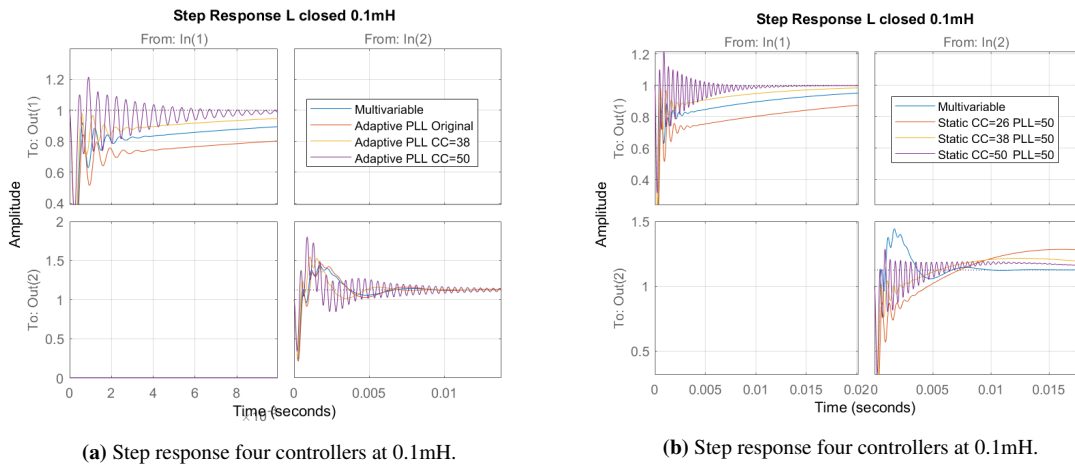 Step Response L closed 0.1mH
From: In(1)
From: In(2)
To: Out(1)
1.2
1
0.8
0.6
0.4
Multivariable
Adaptive PLL Original
Adaptive PLL CC=38
Adaptive PLL CC=50
Amplitude
To: Out(2)
2
1.5
1
0.5
0
0 2 4 6 8
0 0.005 0.01
Time (seconds)
(a) Step response four controllers at 0.1mH.
Step Response L closed 0.1mH
From: In(1)
From: In(2)
To: Out(1)
1.2
1
0.8
0.6
0.4
Multivariable
Static CC=26 PLL=50
Static CC=38 PLL=50
Static CC=50 PLL=50
Amplitude
To: Out(2)
1.5
1
0.5
0 0.005 0.01 0.015 0.020
0.005 0.01 0.015
Time (seconds)
(b) Step response four controllers at 0.1mH.